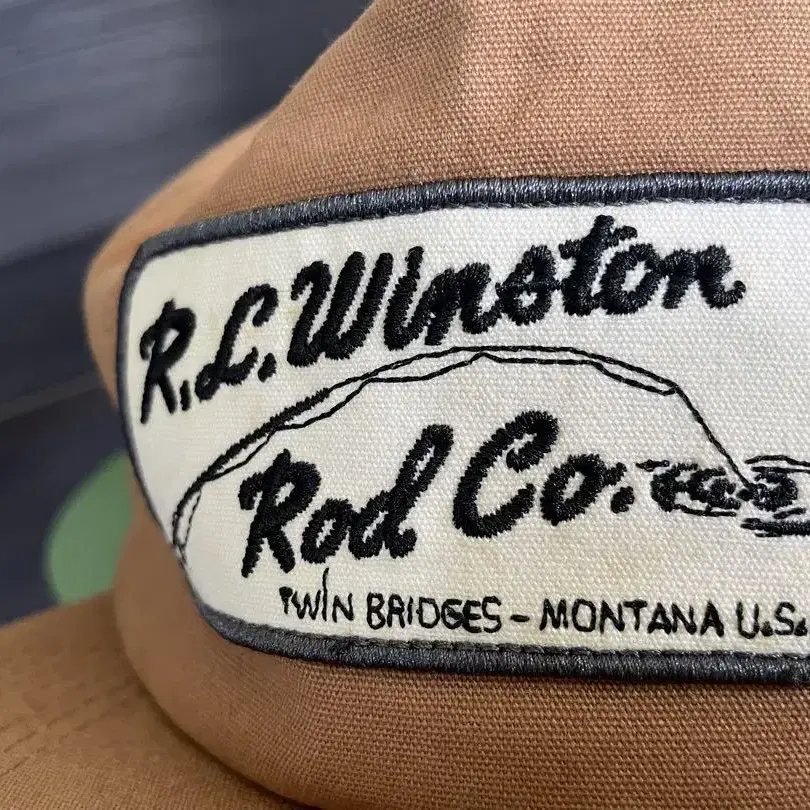 R.L. Winston
Rod Co.
TWIN BRIDGES - MONTANA U.S.